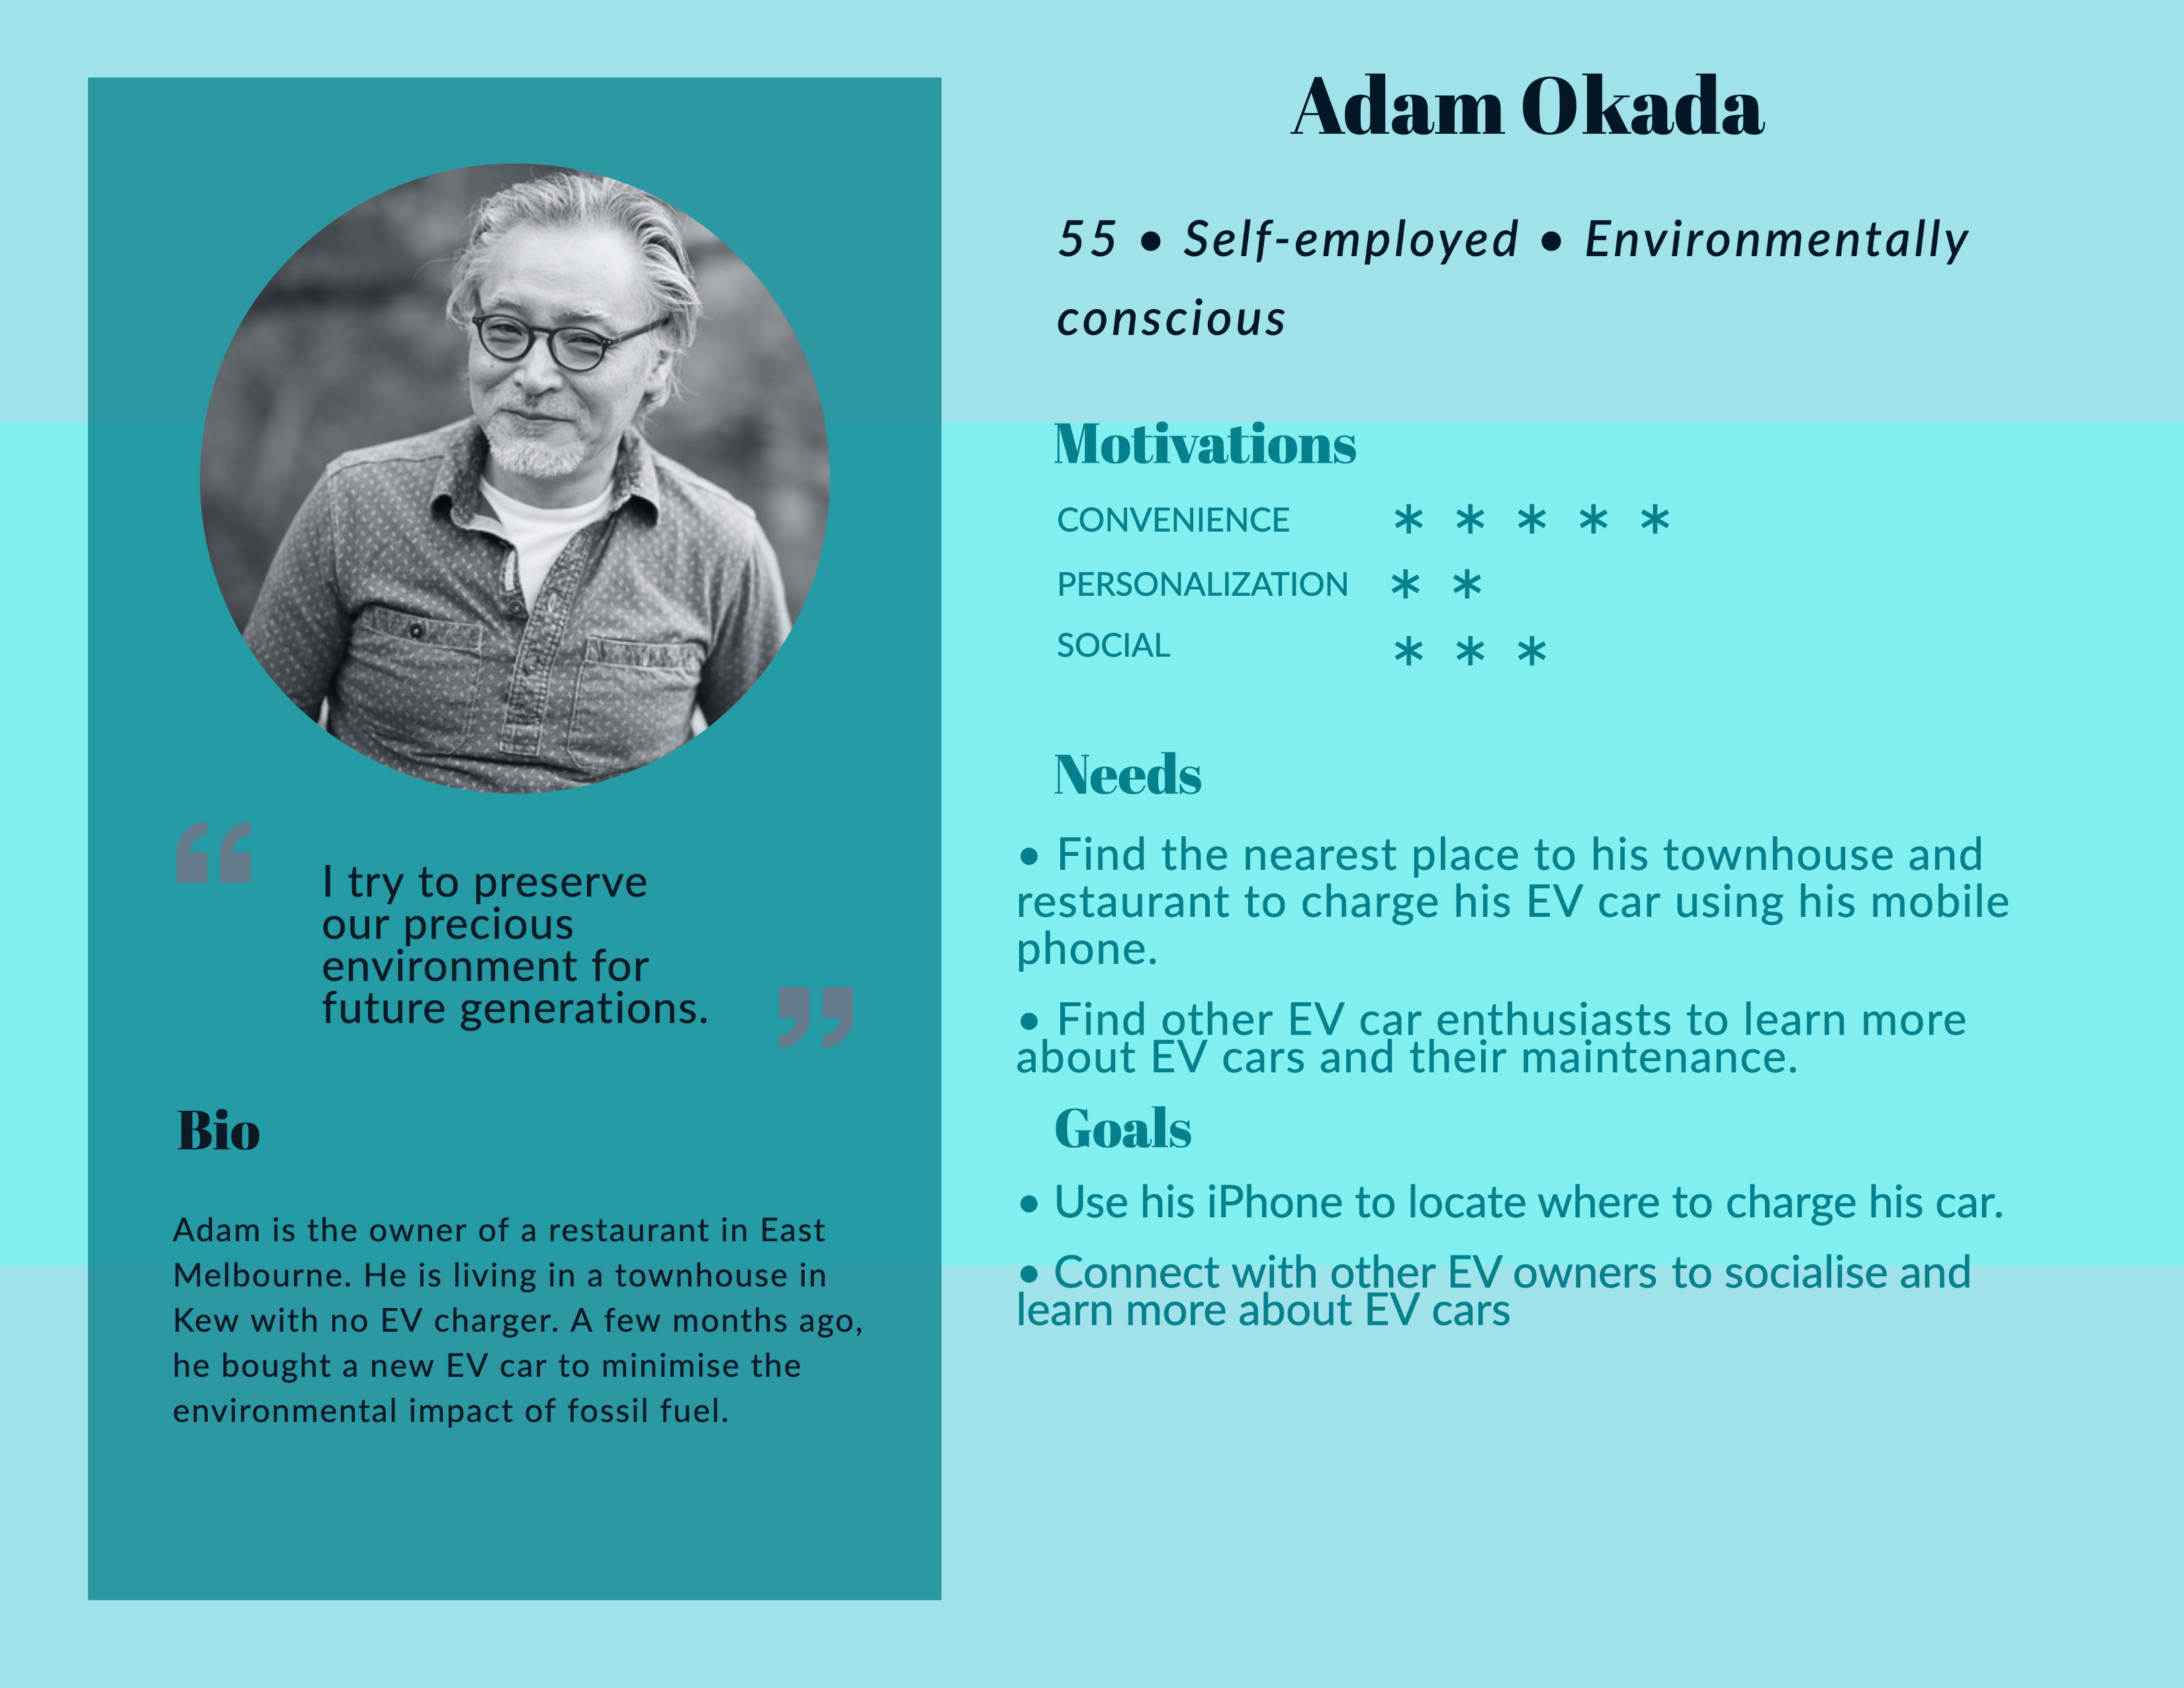 Adam Okada
55 • Self-employed • Environmentally
conscious
“
I try to preserve
our precious
environment for
future generations.
”
Bio
Adam is the owner of a restaurant in East
Melbourne. He is living in a townhouse in
Kew with no EV charger. A few months ago,
he bought a new EV car to minimise the
environmental impact of fossil fuel.
Motivations
CONVENIENCE * * * * *
PERSONALIZATION * *
SOCIAL * * *
Needs
• Find the nearest place to his townhouse and
restaurant to charge his EV car using his mobile
phone.
• Find other EV car enthusiasts to learn more
about EV cars and their maintenance.
Goals
• Use his iPhone to locate where to charge his car.
• Connect with other EV owners to socialise and
learn more about EV cars